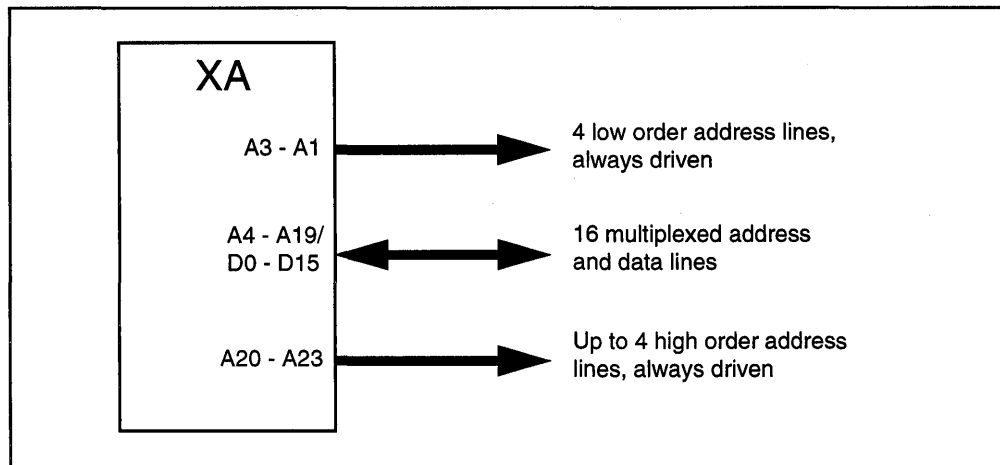 XA
A3 - A1
4 low order address lines,
always driven
A4 - A19/
D0 - D15
16 multiplexed address
and data lines
A20 - A23
Up to 4 high order address
lines, always driven